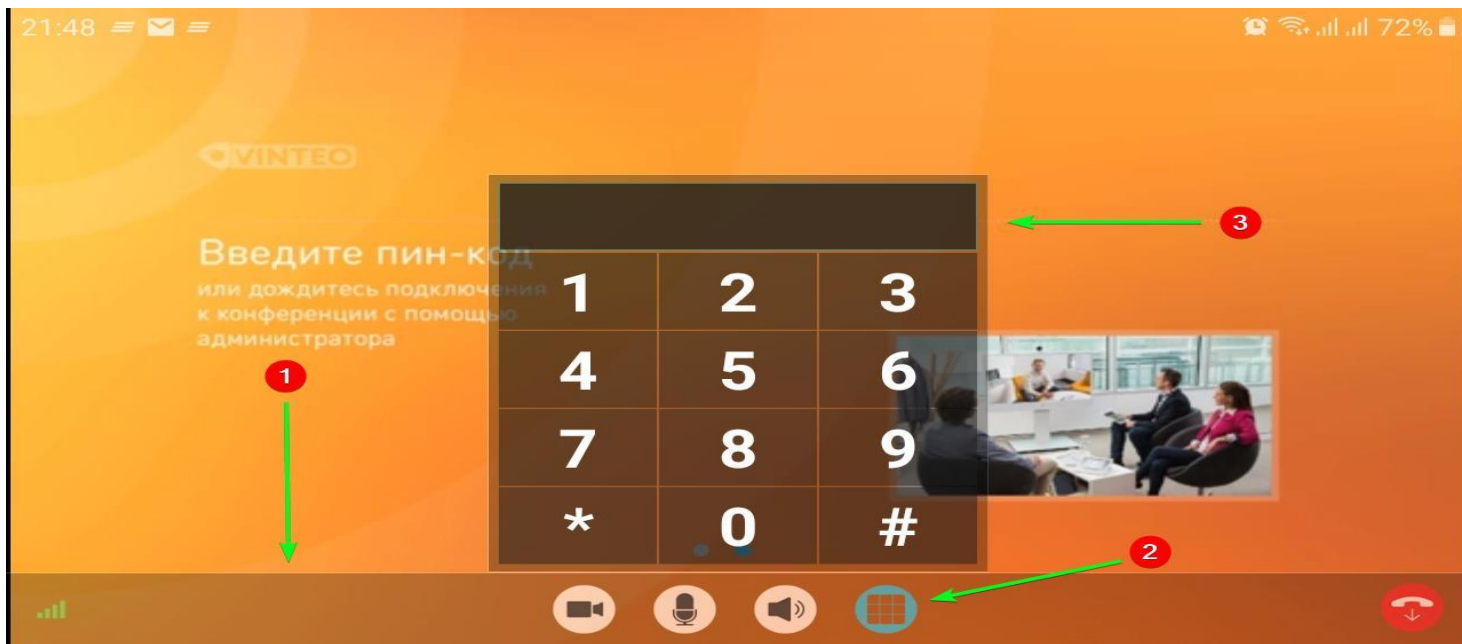 21:48
72%
VINTEO
3
Введите пин-код
или дождитесь подключения
к конференции с помощью
администратора
1
1 2 3
4 5 6
7 8 9
* 0 #
2